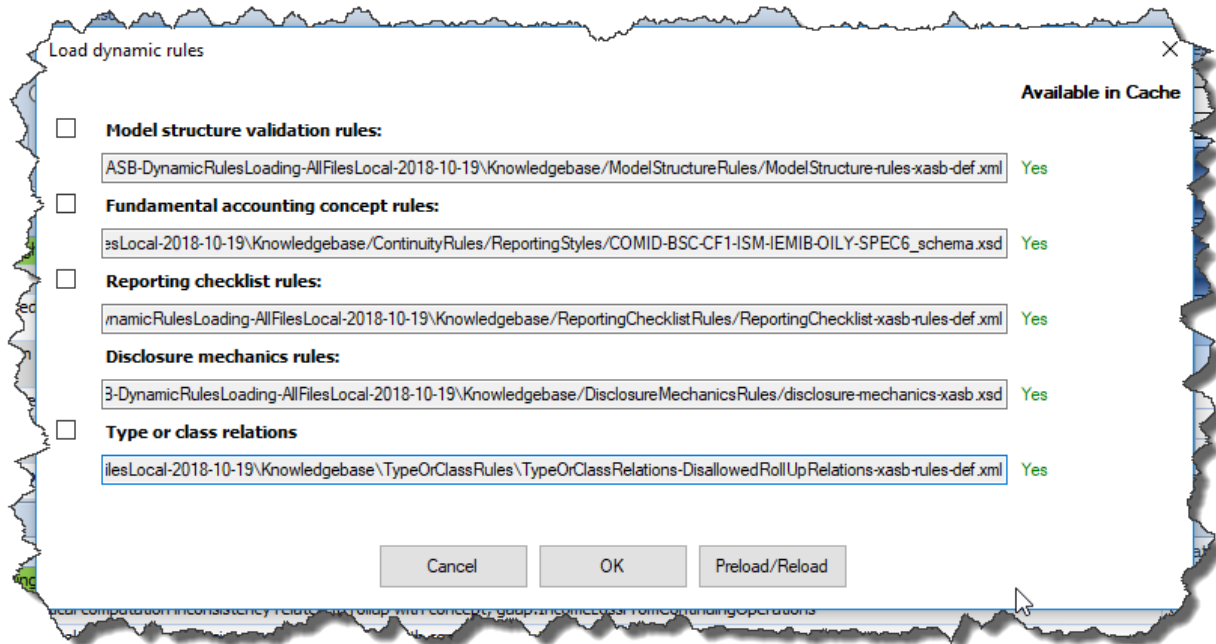 Load dynamic rules
Available in Cache
Model structure validation rules:
ASB-DynamicRulesLoading-AllFilesLocal-2018-10-19\Knowledgebase/ModelStructureRules/ModelStructure-rules-xasb-def.xml Yes
Fundamental accounting concept rules:
esLocal-2018-10-19\Knowledgebase/ContinuityRules/ReportingStyles/COMID-BSC-CF1-ISM-IEMIB-OILY-SPEC6_schema.xsd Yes
Reporting checklist rules:
namicRulesLoading-AllFilesLocal-2018-10-19\Knowledgebase/ReportingChecklistRules/ReportingChecklist-xasb-rules-def.xml Yes
Disclosure mechanics rules:
B-DynamicRulesLoading-AllFilesLocal-2018-10-19\Knowledgebase/DisclosureMechanicsRules/disclosure-mechanics-xasb.xsd Yes
Type or class relations
ilesLocal-2018-10-19\Knowledgebase\TypeOrClassRules\TypeOrClassRelations-DisallowedRollUpRelations-xasb-rules-def.xml Yes
Cancel OK Preload/Reload